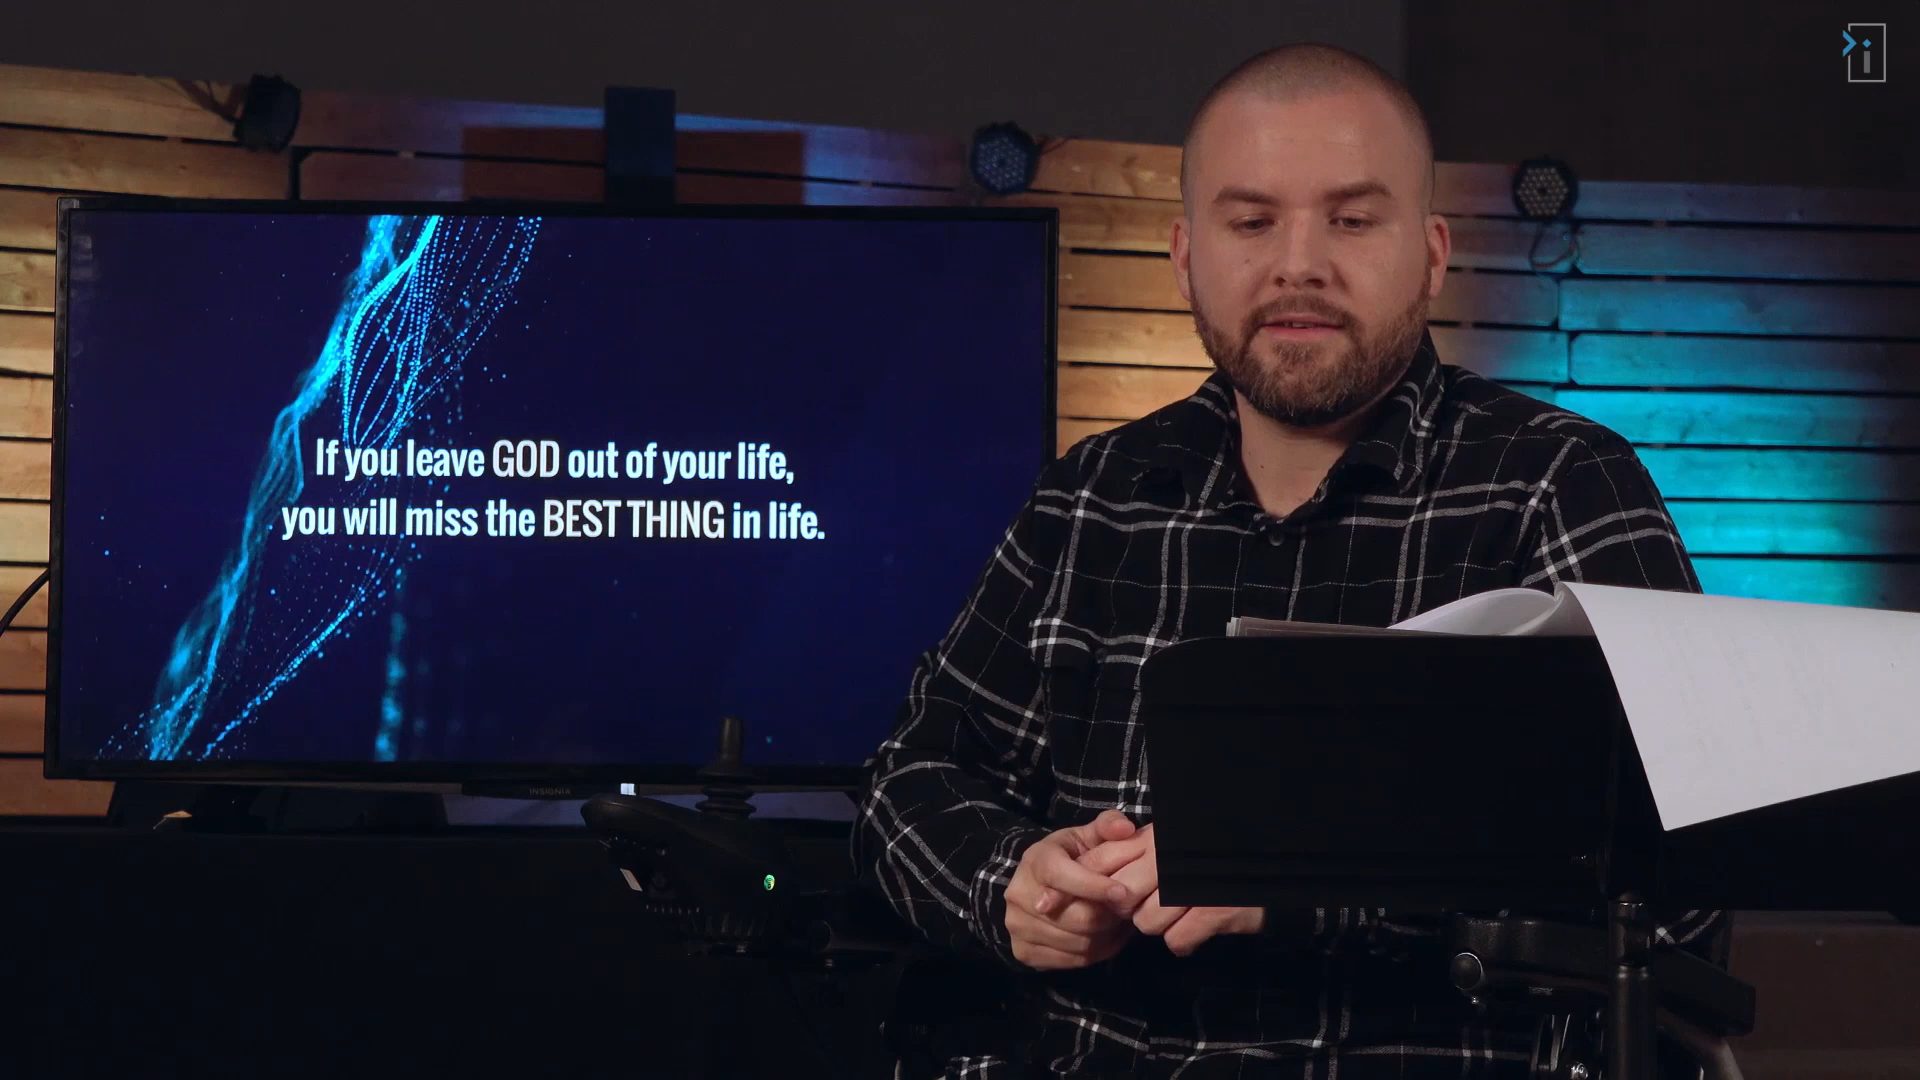 If you leave GOD out of your life,
you will miss the BEST THING in life.
INSIGNIA
i